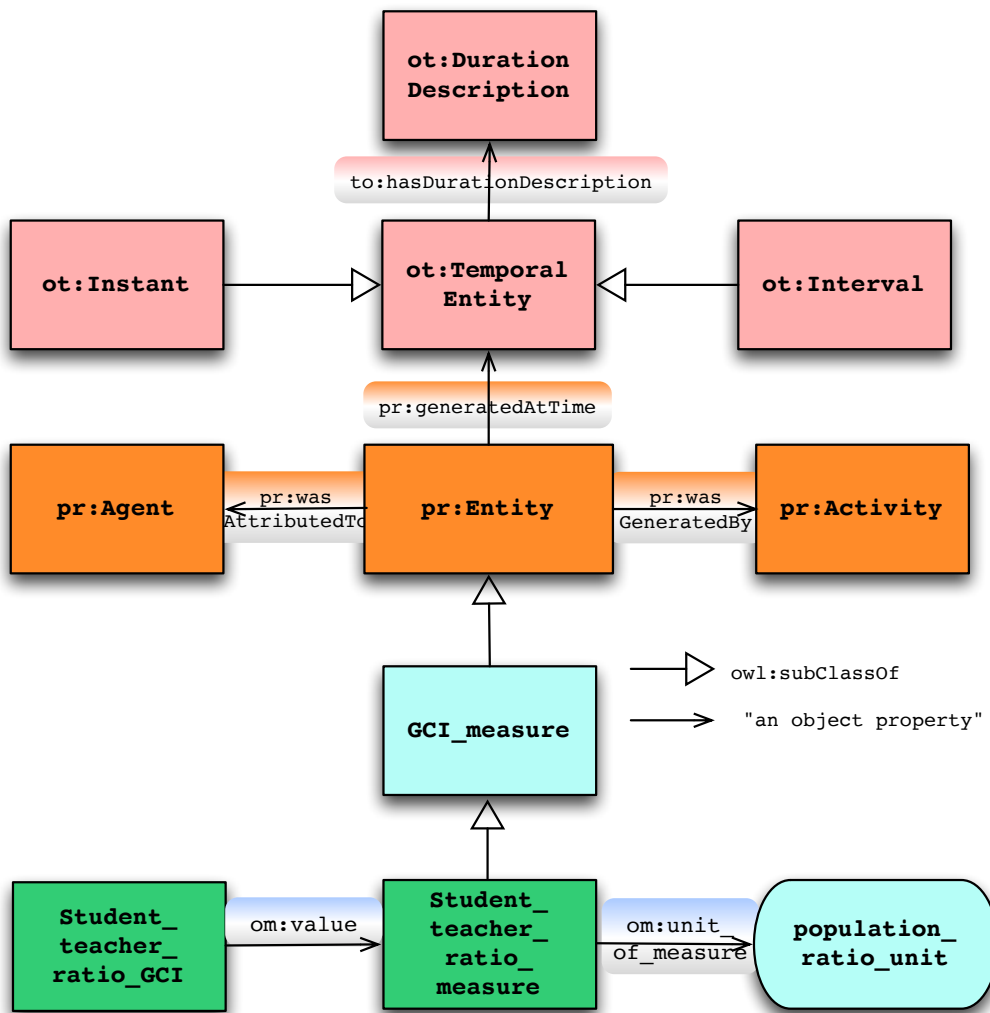 ot:Duration
Description
to:hasDurationDescription
ot:Instant
ot:Temporal
Entity
ot:Interval
pr:generatedAtTime
pr:Agent
pr:was
AttributedTo
pr:Entity
pr:was
GeneratedBy
pr:Activity
GCI_measure
owl:subClassOf
"an object property"
Student_
teacher_
ratio_GCI
om:value
Student_
teacher_
ratio_
measure
om:unit_
of_measure
population_
ratio_unit